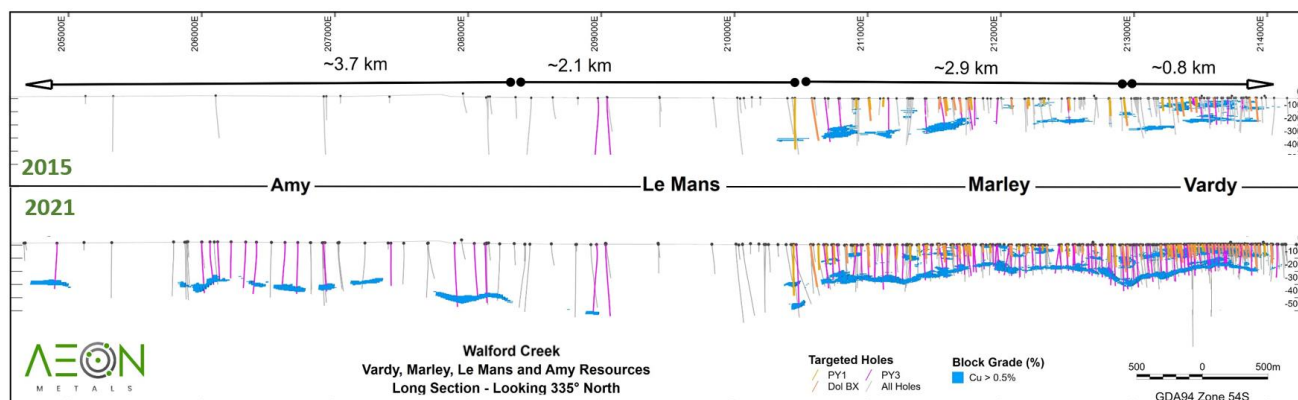 205000E 206000E 207000E 208000E 209000E 210000E 211000E 212000E 213000E 214000E
~3.7 km ~2.1 km ~2.9 km ~0.8 km
-100
-200
-300
-400
2015
Amy Le Mans Marley Vardy
2021
AEON
METALS
Walford Creek
Vardy, Marley, Le Mans and Amy Resources
Long Section - Looking 335° North
Targeted Holes
PY1 PY3
Dol BX All Holes
Block Grade (%)
Cu > 0.5%
500 0 500m
GDA94 Zone 54S